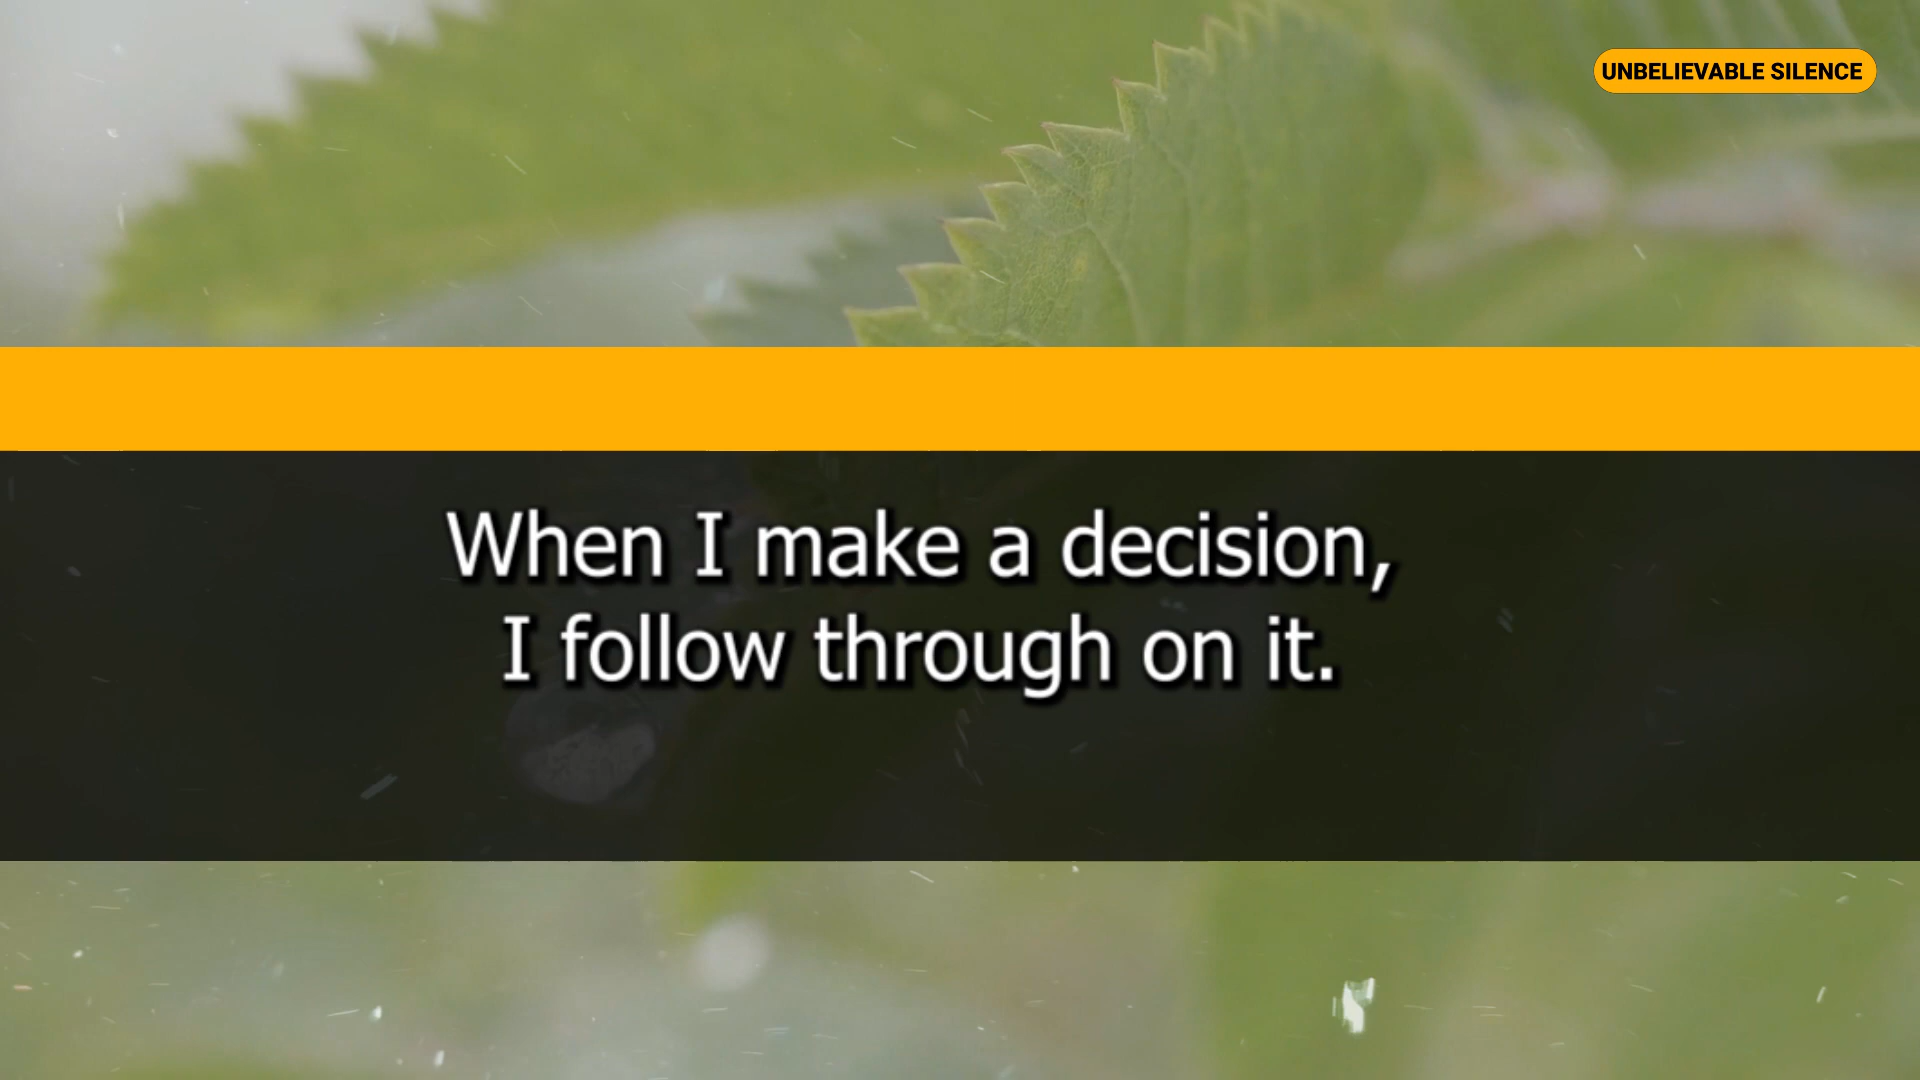 UNBELIEVABLE SILENCE
When I make a decision,
I follow through on it.